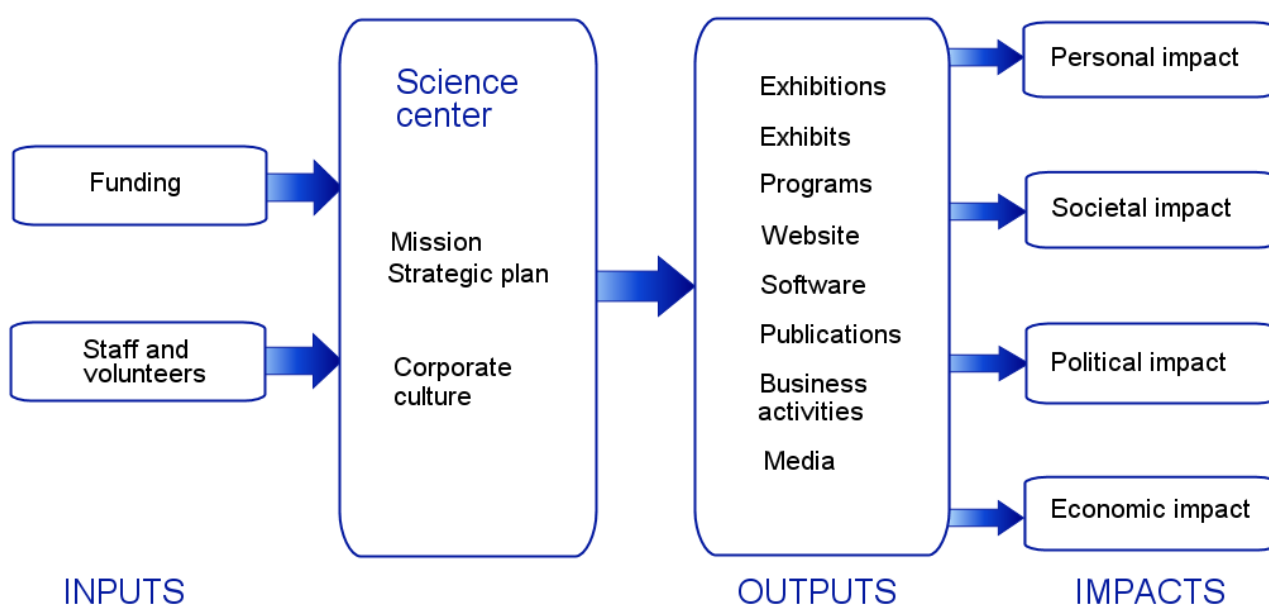 Funding
Staff and
volunteers
Science
center
Mission
Strategic plan
Corporate
culture
Exhibitions
Exhibits
Programs
Website
Software
Publications
Business
activities
Media
Personal impact
Societal impact
Political impact
Economic impact
INPUTS
OUTPUTS
IMPACTS